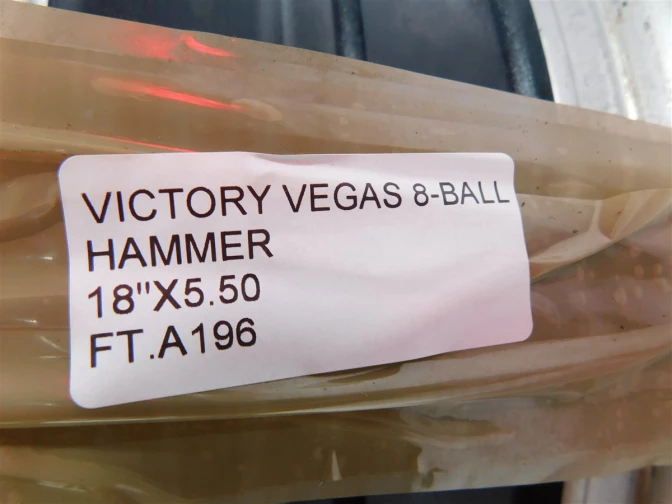 VICTORY VEGAS 8-BALL
HAMMER
18"X5.50
FT.A196